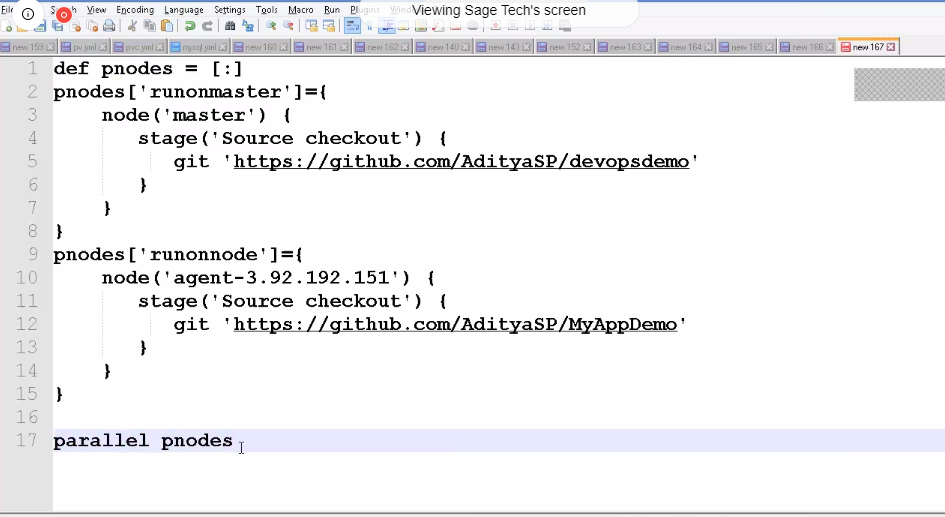 Viewing Sage Tech's screen
View Encoding Language Settings Tools Macro Run
new 159 pv.yml pvc.yml mysql.yml new 160 new 161 new 162 new 140 new 143 new 152 new 163 new 164 new 165 new 166 new 167
1 def pnodes = [:]
2 pnodes['runonmaster']={
3 node('master') {
4 stage('Source checkout') {
5 git 'https://github.com/AdityaSP/devopsdemo'
6 }
7 }
8 }
9 pnodes['runonnode']={
10 node('agent-3.92.192.151') {
11 stage('Source checkout') {
12 git 'https://github.com/AdityaSP/MyAppDemo'
13 }
14 }
15 }
16
17 parallel pnodes